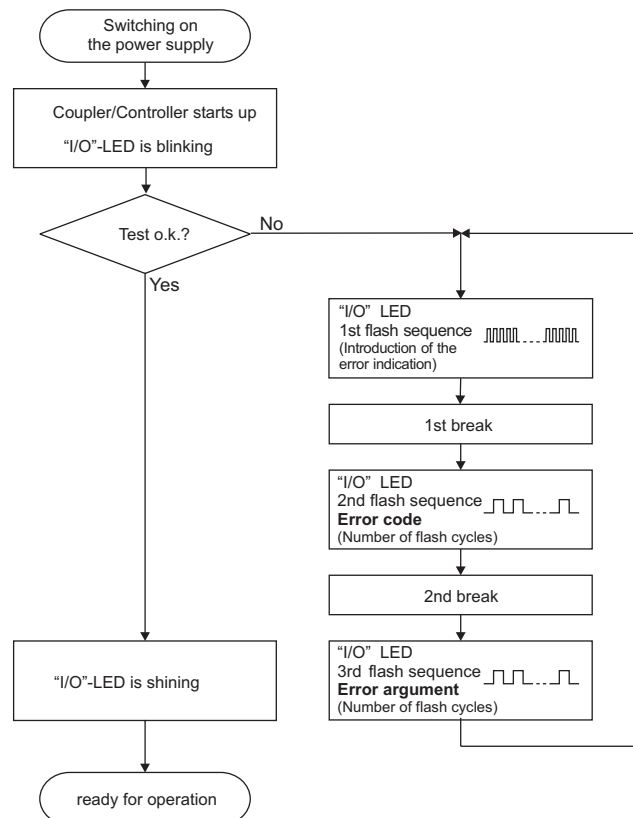 Switching on
the power supply
Coupler/Controller starts up
“I/O”-LED is blinking
Test o.k.?
No
Yes
“I/O” LED
1st flash sequence
(Introduction of the
error indication)
1st break
“I/O” LED
2nd flash sequence
Error code
(Number of flash cycles)
2nd break
“I/O” LED
3rd flash sequence
Error argument
(Number of flash cycles)
“I/O”-LED is shining
ready for operation